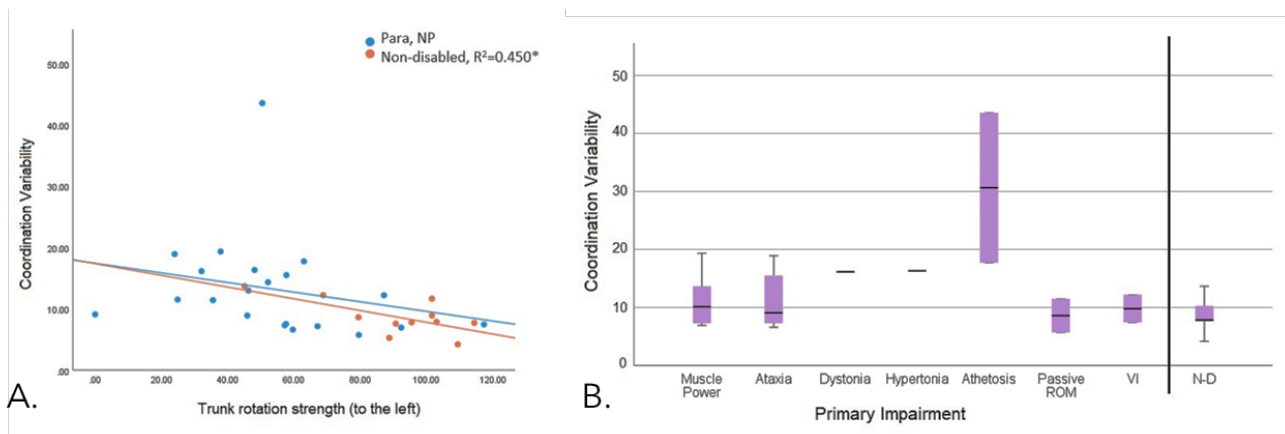 Para, NP
Non-disabled, R²=0.450*
50.00
40.00
30.00
20.00
10.00
.00
Coordination Variability
.00 20.00 40.00 60.00 80.00 100.00 120.00
Trunk rotation strength (to the left)
A.
50
40
30
20
10
0
Coordination Variability
Muscle Power Ataxia Dystonia Hypertonia Athetosis Passive ROM VI N-D
Primary Impairment
B.